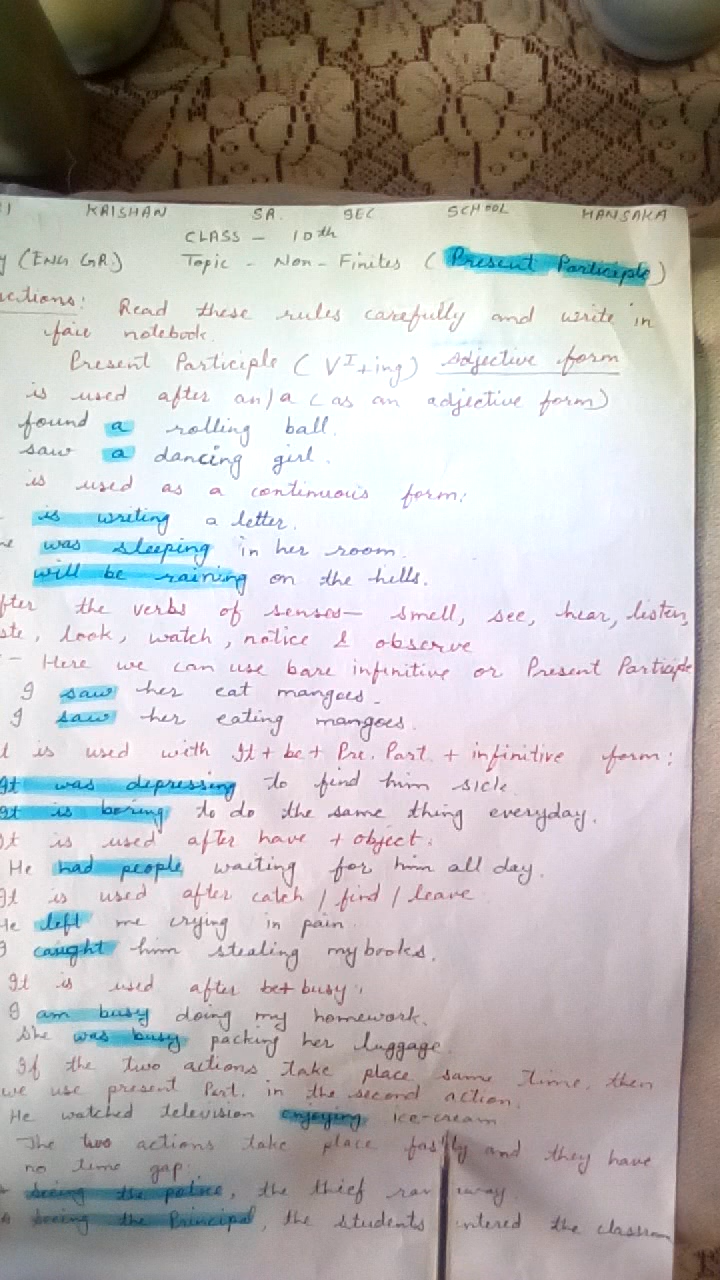 KRISHAN SR. SEC SCHOOL HANSAKA
CLASS - 10th
(ENG GR.) Topic - Non-Finites (Present Participle)
Read these rules carefully and write in
fair notebook.
Present Participle (V I + ing) Adjective form
is used after an/a (as an adjective form)
found a rolling ball.
saw a dancing girl.
is used as a continuous form:
is writing a letter.
was sleeping in her room.
will be raining on the hills.
the verbs of senses - smell, see, hear, listen,
look, watch, notice & observe
- Here we can use bare infinitive or Present Participle
I saw her eat mangoes.
I saw her eating mangoes.
is used with It + be + Pre. Part. + infinitive form:
It was depressing to find him sick.
It is boring to do the same thing everyday.
It is used after have + object:
He had people waiting for him all day.
It is used after catch / find / leave
He left me crying in pain.
I caught him stealing my books.
It is used after be + busy:
I am busy doing my homework.
She was busy packing her luggage.
If the two actions take place same time, then
we use present Part. in the second action.
He watched television enjoying ice-cream
The two actions take place fastly and they have
no time gap:
seeing the police, the thief ran away
seeing the Principal, the students entered the classroom